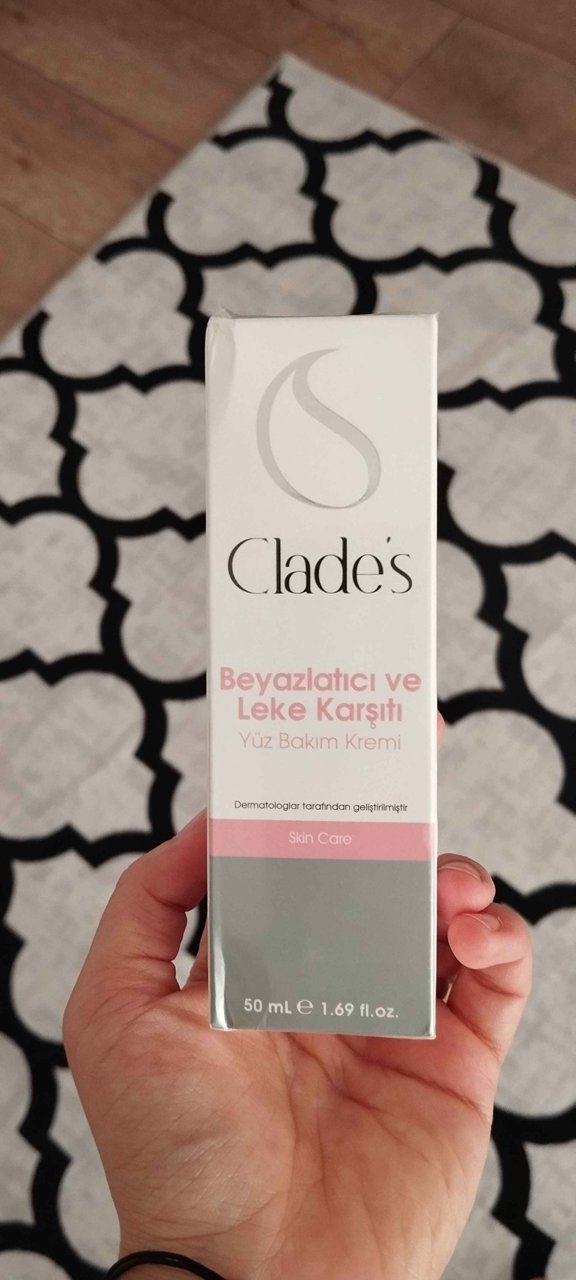 Clade's
Beyazlatıcı ve
Leke Karşıtı
Yüz Bakım Kremi
Dermatologlar tarafından geliştirilmiştir
Skin Care
50 mL ℮ 1.69 fl.oz.